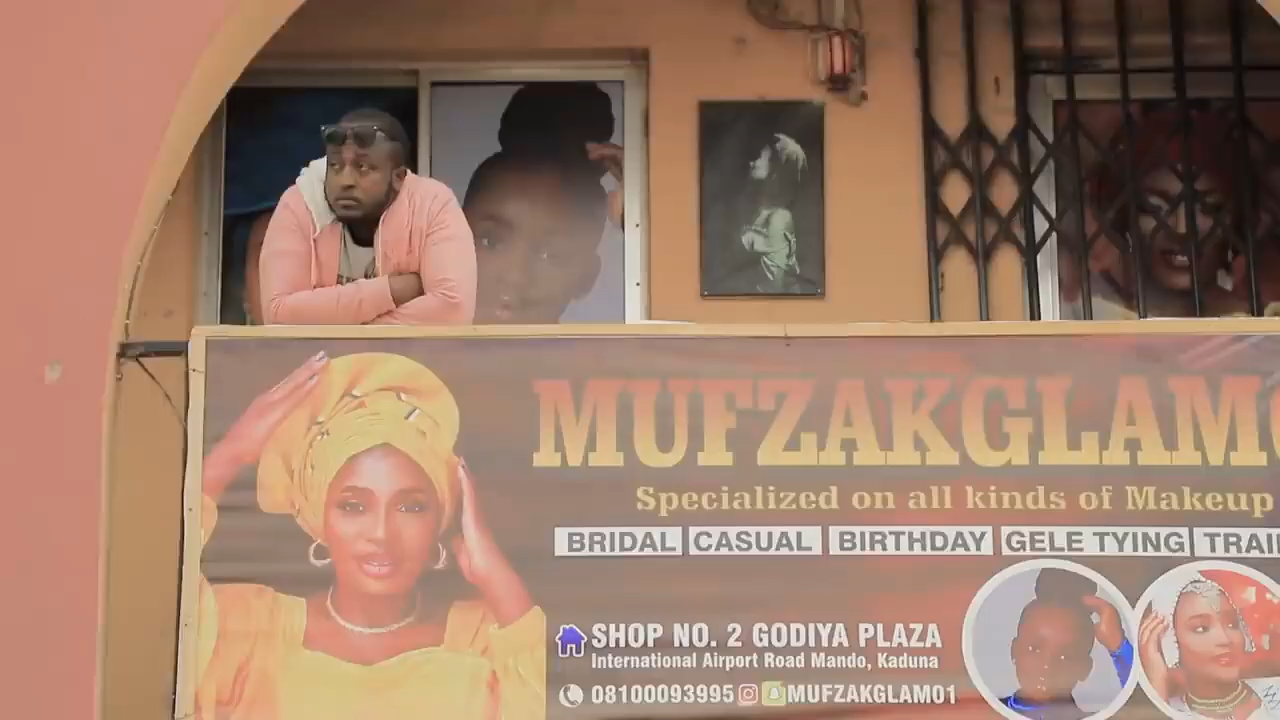 MUFZAKGLAM
Specialized on all kinds of Makeup
BRIDAL CASUAL BIRTHDAY GELE TYING TRAI
SHOP NO. 2 GODIYA PLAZA
International Airport Road Mando, Kaduna
08100093995 MUFZAKGLAM01